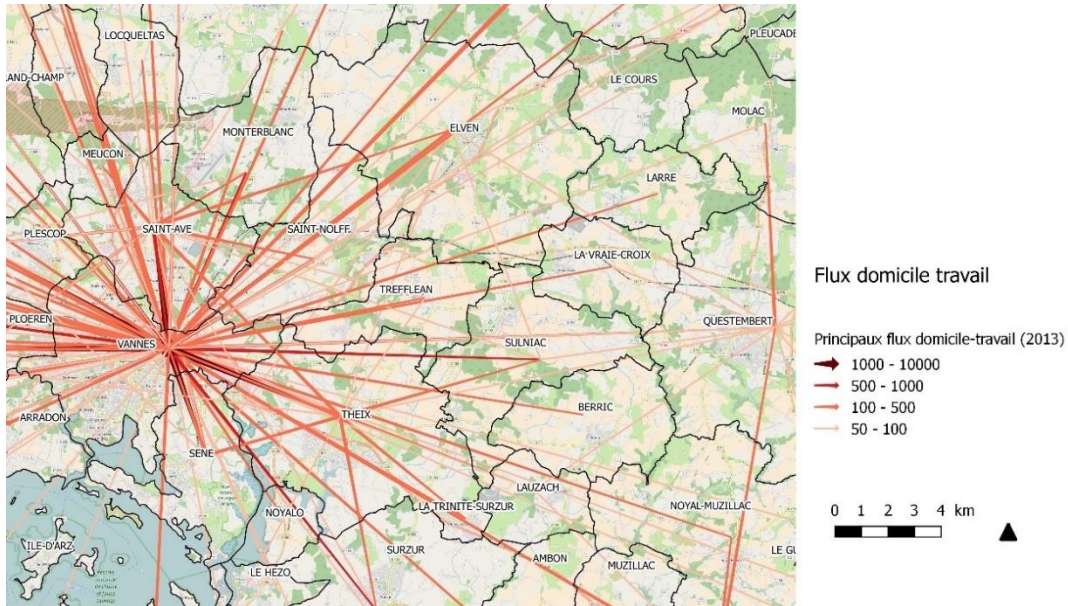 LOCQUELTAS
PLEUCADE
LAND-CHAMP
LE COURS
MOLAC
MONTERBLANC
ELVEN
MEUCON
LARRE
SAINT-AVE
SAINT-NOLFF.
PLESCOP
LA VRAIE-CROIX
TREFFLEAN
PLOEREN
QUESTEMBERT
VANNES
SULNIAC
ARRADON
THEIX
BERRIC
SENE
LAUZACH
NOYALO
LA TRINITE-SURZUR
NOYAL-MUZILLAC
ILE-D'ARZ
SURZUR
AMBON
LE GU
LE HEZO
MUZILLAC
Flux domicile travail
Principaux flux domicile-travail (2013)
1000 - 10000
500 - 1000
100 - 500
50 - 100
0 1 2 3 4 km